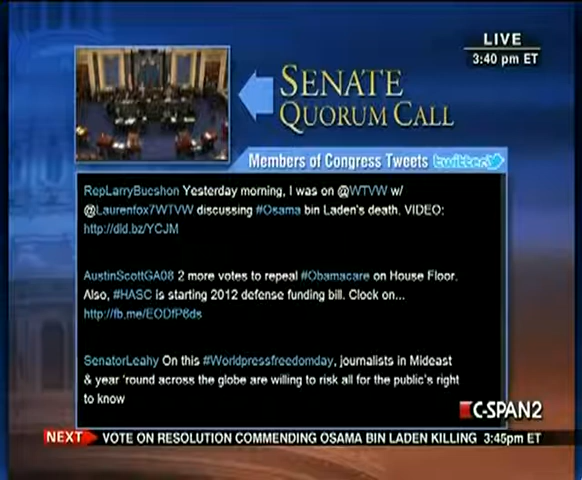 LIVE
3:40 pm ET
SENATE
QUORUM CALL
Members of Congress Tweets twitter
RepLarryBucshon Yesterday morning, I was on @WTVW w/
@Laurenfox7WTVW discussing #Osama bin Laden's death. VIDEO:
http://dld.bz/YCJM
AustinScottGA08 2 more votes to repeal #Obamacare on House Floor.
Also, #HASC is starting 2012 defense funding bill. Clock on...
http://fb.me/EODfP6ds
SenatorLeahy On this #Worldpressfreedomday, journalists in Mideast
& year 'round across the globe are willing to risk all for the public's right
to know
C-SPAN2
NEXT VOTE ON RESOLUTION COMMENDING OSAMA BIN LADEN KILLING 3:45pm ET